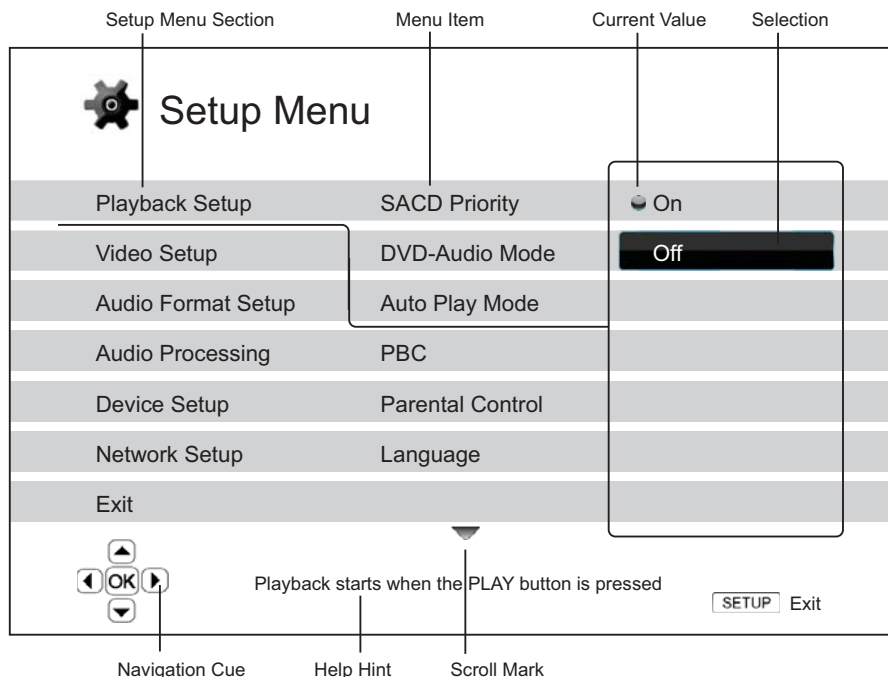 Setup Menu Section Menu Item Current Value Selection
Setup Menu
Playback Setup SACD Priority On
Video Setup DVD-Audio Mode Off
Audio Format Setup Auto Play Mode
Audio Processing PBC
Device Setup Parental Control
Network Setup Language
Exit
OK Playback starts when the PLAY button is pressed
SETUP Exit
Navigation Cue Help Hint Scroll Mark